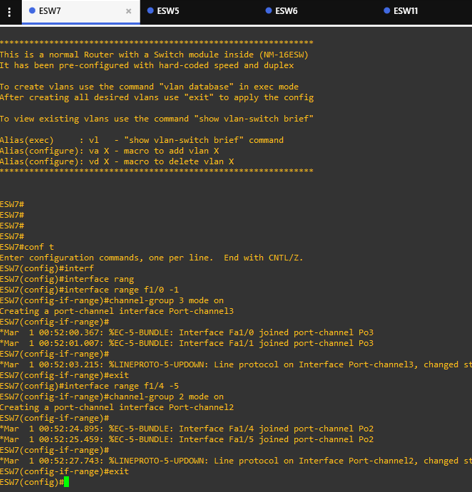 ESW7 ESW5 ESW6 ESW11
***************************************************************
This is a normal Router with a Switch module inside (NM-16ESW)
It has been pre-configured with hard-coded speed and duplex
To create vlans use the command "vlan database" in exec mode
After creating all desired vlans use "exit" to apply the config
To view existing vlans use the command "show vlan-switch brief"
Alias(exec)     : vl   - "show vlan-switch brief" command
Alias(configure): va X - macro to add vlan X
Alias(configure): vd X - macro to delete vlan X
***************************************************************
ESW7#
ESW7#
ESW7#
ESW7#
ESW7#conf t
Enter configuration commands, one per line.  End with CNTL/Z.
ESW7(config)#interf
ESW7(config)#interface rang
ESW7(config)#interface range f1/0 -1
ESW7(config-if-range)#channel-group 3 mode on
Creating a port-channel interface Port-channel3
ESW7(config-if-range)#
*Mar  1 00:52:00.367: %EC-5-BUNDLE: Interface Fa1/0 joined port-channel Po3
*Mar  1 00:52:01.007: %EC-5-BUNDLE: Interface Fa1/1 joined port-channel Po3
ESW7(config-if-range)#
*Mar  1 00:52:03.215: %LINEPROTO-5-UPDOWN: Line protocol on Interface Port-channel3, changed st
ESW7(config-if-range)#exit
ESW7(config)#interface range f1/4 -5
ESW7(config-if-range)#channel-group 2 mode on
Creating a port-channel interface Port-channel2
ESW7(config-if-range)#
*Mar  1 00:52:24.895: %EC-5-BUNDLE: Interface Fa1/4 joined port-channel Po2
*Mar  1 00:52:25.459: %EC-5-BUNDLE: Interface Fa1/5 joined port-channel Po2
ESW7(config-if-range)#
*Mar  1 00:52:27.743: %LINEPROTO-5-UPDOWN: Line protocol on Interface Port-channel2, changed st
ESW7(config-if-range)#exit
ESW7(config)#